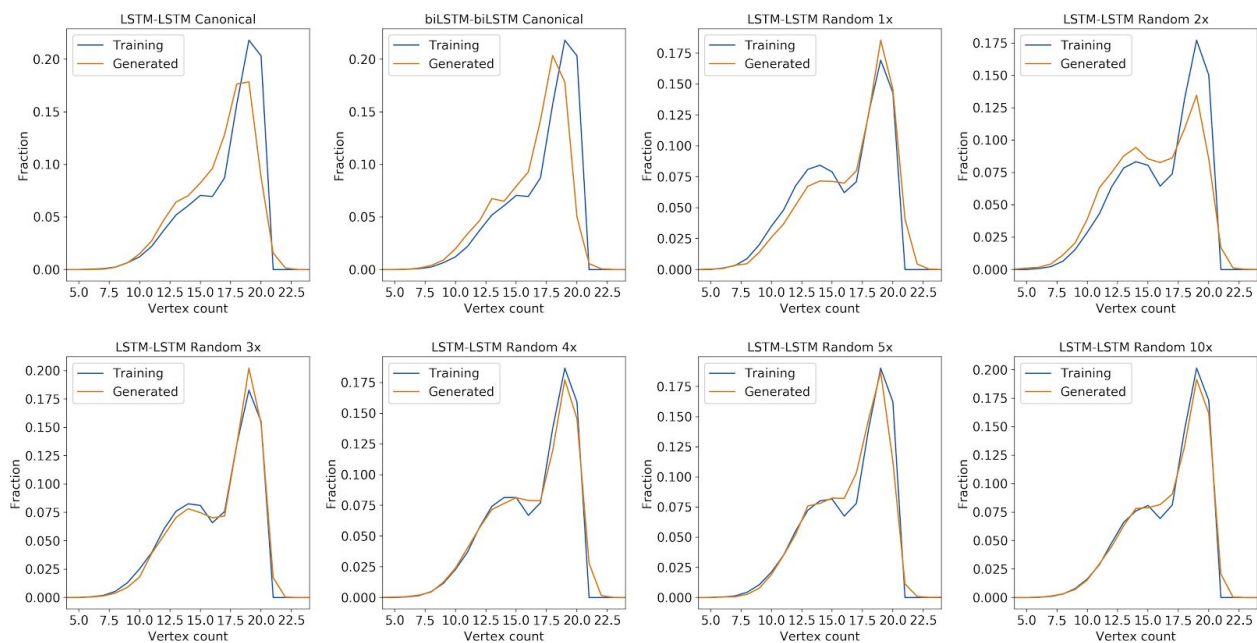 LSTM-LSTM Canonical
Training
Generated
0.20
0.15
0.10
0.05
0.00
Fraction
5.0 7.5 10.0 12.5 15.0 17.5 20.0 22.5
Vertex count
biLSTM-biLSTM Canonical
Training
Generated
0.20
0.15
0.10
0.05
0.00
Fraction
5.0 7.5 10.0 12.5 15.0 17.5 20.0 22.5
Vertex count
LSTM-LSTM Random 1x
Training
Generated
0.175
0.150
0.125
0.100
0.075
0.050
0.025
0.000
Fraction
5.0 7.5 10.0 12.5 15.0 17.5 20.0 22.5
Vertex count
LSTM-LSTM Random 2x
Training
Generated
0.175
0.150
0.125
0.100
0.075
0.050
0.025
0.000
Fraction
5.0 7.5 10.0 12.5 15.0 17.5 20.0 22.5
Vertex count
LSTM-LSTM Random 3x
Training
Generated
0.200
0.175
0.150
0.125
0.100
0.075
0.050
0.025
0.000
Fraction
5.0 7.5 10.0 12.5 15.0 17.5 20.0 22.5
Vertex count
LSTM-LSTM Random 4x
Training
Generated
0.175
0.150
0.125
0.100
0.075
0.050
0.025
0.000
Fraction
5.0 7.5 10.0 12.5 15.0 17.5 20.0 22.5
Vertex count
LSTM-LSTM Random 5x
Training
Generated
0.175
0.150
0.125
0.100
0.075
0.050
0.025
0.000
Fraction
5.0 7.5 10.0 12.5 15.0 17.5 20.0 22.5
Vertex count
LSTM-LSTM Random 10x
Training
Generated
0.200
0.175
0.150
0.125
0.100
0.075
0.050
0.025
0.000
Fraction
5.0 7.5 10.0 12.5 15.0 17.5 20.0 22.5
Vertex count